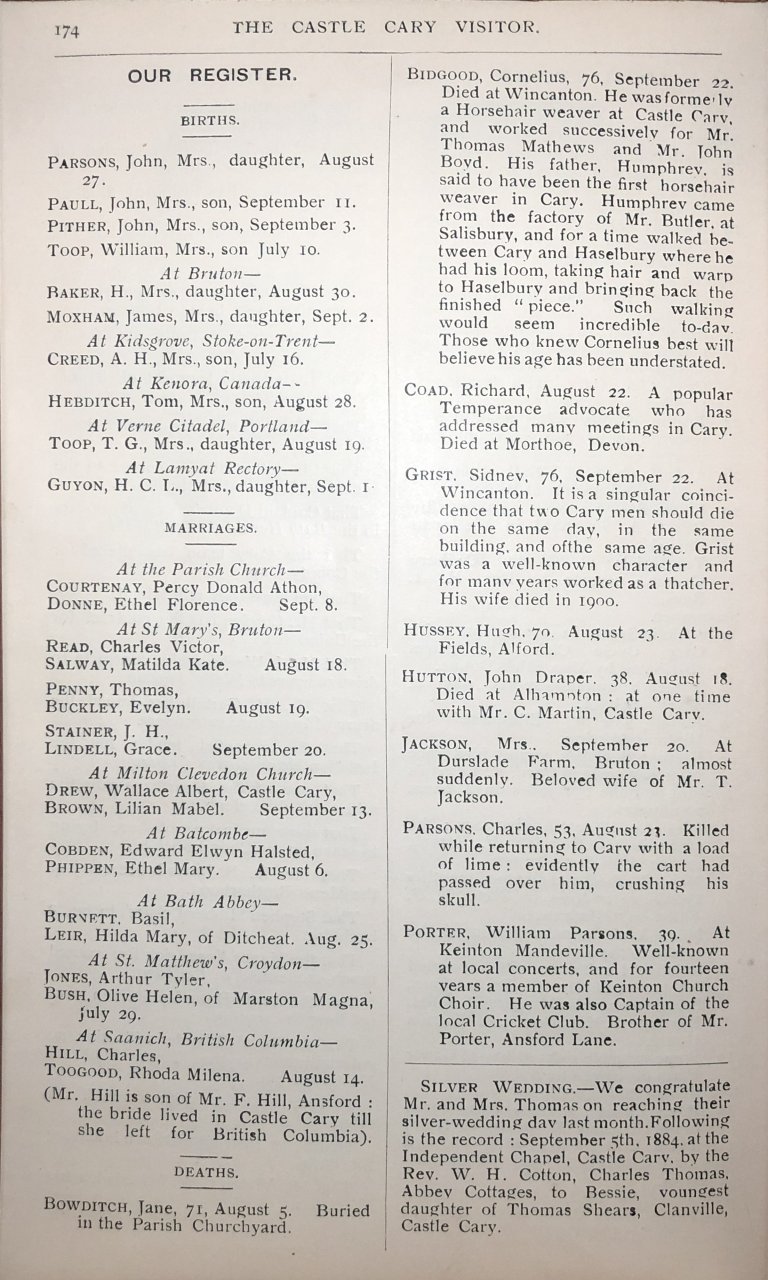 174
THE CASTLE CARY VISITOR.
OUR REGISTER.
BIRTHS.
PARSONS, John, Mrs., daughter, August
27.
PAULL, John, Mrs., son, September 11.
PITHER, John, Mrs., son, September 3.
TOOP, William, Mrs., son July 10.
At Bruton—
BAKER, H., Mrs., daughter, August 30.
MOXHAM, James, Mrs., daughter, Sept. 2.
At Kidsgrove, Stoke-on-Trent—
CREED, A. H., Mrs., son, July 16.
At Kenora, Canada--
HEBDITCH, Tom, Mrs., son, August 28.
At Verne Citadel, Portland—
TOOP, T. G., Mrs., daughter, August 19.
At Lamyat Rectory—
GUYON, H. C. L., Mrs., daughter, Sept. 1.
MARRIAGES.
At the Parish Church—
COURTENAY, Percy Donald Athon,
DONNE, Ethel Florence. Sept. 8.
At St Mary's, Bruton—
READ, Charles Victor,
SALWAY, Matilda Kate. August 18.
PENNY, Thomas,
BUCKLEY, Evelyn. August 19.
STAINER, J. H.,
LINDELL, Grace. September 20.
At Milton Clevedon Church—
DREW, Wallace Albert, Castle Cary,
BROWN, Lilian Mabel. September 13.
At Batcombe—
COBDEN, Edward Elwyn Halsted,
PHIPPEN, Ethel Mary. August 6.
At Bath Abbey—
BURNETT, Basil,
LEIR, Hilda Mary, of Ditcheat. Aug. 25.
At St. Matthew's, Croydon—
JONES, Arthur Tyler,
BUSH, Olive Helen, of Marston Magna,
july 29.
At Saanich, British Columbia—
HILL, Charles,
TOOGOOD, Rhoda Milena. August 14.
(Mr. Hill is son of Mr. F. Hill, Ansford :
the bride lived in Castle Cary till
she left for British Columbia).
DEATHS.
BOWDITCH, Jane, 71, August 5. Buried
in the Parish Churchyard.
BIDGOOD, Cornelius, 76, September 22.
Died at Wincanton. He was formerly
a Horsehair weaver at Castle Cary,
and worked successively for Mr.
Thomas Mathews and Mr. John
Boyd. His father, Humphrey, is
said to have been the first horsehair
weaver in Cary. Humphrey came
from the factory of Mr. Butler, at
Salisbury, and for a time walked be-
tween Cary and Haselbury where he
had his loom, taking hair and warp
to Haselbury and bringing back the
finished " piece." Such walking
would seem incredible to-day.
Those who knew Cornelius best will
believe his age has been understated.
COAD, Richard, August 22. A popular
Temperance advocate who has
addressed many meetings in Cary.
Died at Morthoe, Devon.
GRIST, Sidney, 76, September 22. At
Wincanton. It is a singular coinci-
dence that two Cary men should die
on the same day, in the same
building, and ofthe same age. Grist
was a well-known character and
for many years worked as a thatcher.
His wife died in 1900.
HUSSEY, Hugh, 70. August 23. At the
Fields, Alford.
HUTTON, John Draper, 38, August 18.
Died at Alhampton : at one time
with Mr. C. Martin, Castle Cary.
JACKSON, Mrs., September 20. At
Durslade Farm, Bruton ; almost
suddenly. Beloved wife of Mr. T.
Jackson.
PARSONS, Charles, 53, August 23. Killed
while returning to Cary with a load
of lime : evidently the cart had
passed over him, crushing his
skull.
PORTER, William Parsons, 39. At
Keinton Mandeville. Well-known
at local concerts, and for fourteen
years a member of Keinton Church
Choir. He was also Captain of the
local Cricket Club. Brother of Mr.
Porter, Ansford Lane.
SILVER WEDDING.—We congratulate
Mr. and Mrs. Thomas on reaching their
silver-wedding day last month.Following
is the record : September 5th, 1884, at the
Independent Chapel, Castle Cary, by the
Rev. W. H. Cotton, Charles Thomas,
Abbey Cottages, to Bessie, youngest
daughter of Thomas Shears, Clanville,
Castle Cary.